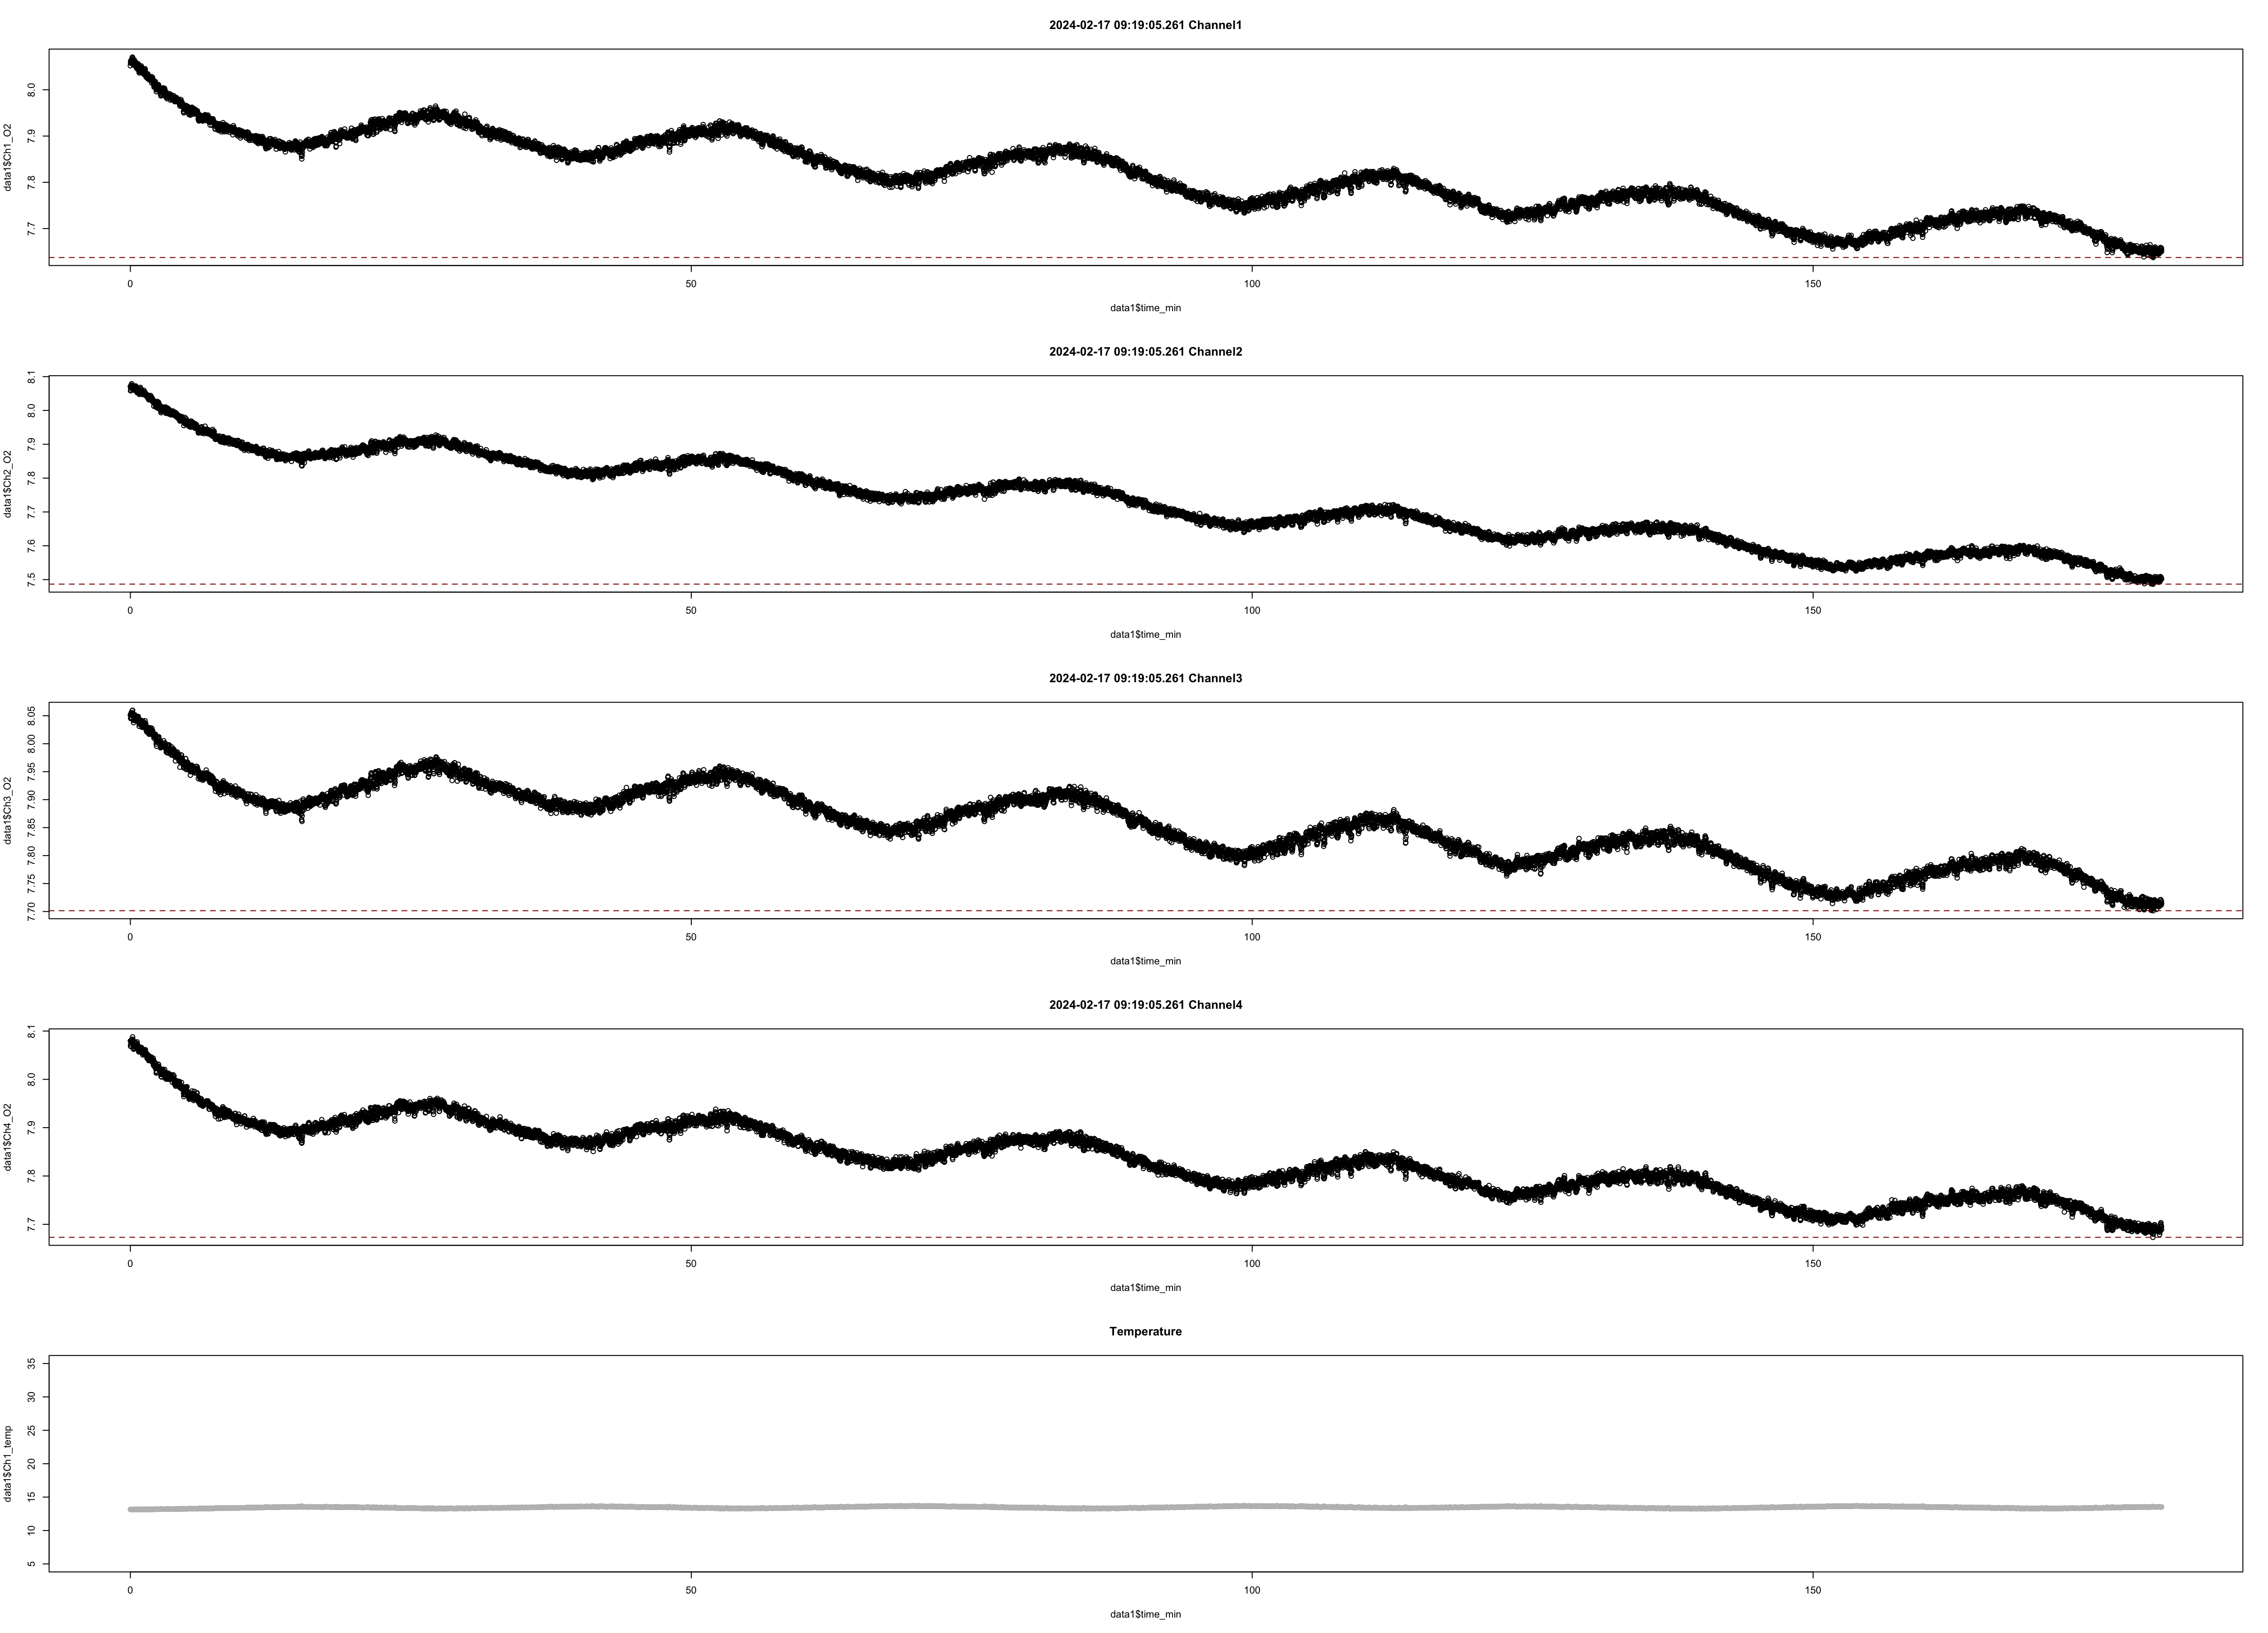 2024-02-17 09:19:05.261 Channel1
data1$Ch1_O2
8.0
7.9
7.8
7.7
0 50 100 150
data1$time_min
2024-02-17 09:19:05.261 Channel2
data1$Ch2_O2
8.1
8.0
7.9
7.8
7.7
7.6
7.5
0 50 100 150
data1$time_min
2024-02-17 09:19:05.261 Channel3
data1$Ch3_O2
8.05
8.00
7.95
7.90
7.85
7.80
7.75
7.70
0 50 100 150
data1$time_min
2024-02-17 09:19:05.261 Channel4
data1$Ch4_O2
8.1
8.0
7.9
7.8
7.7
0 50 100 150
data1$time_min
Temperature
data1$Ch1_temp
35
30
25
20
15
10
5
0 50 100 150
data1$time_min